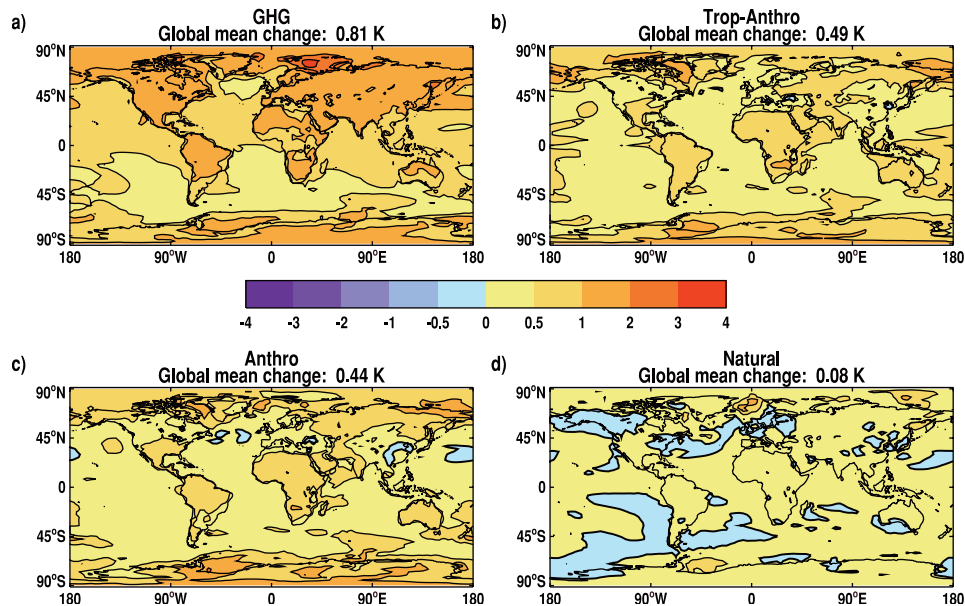 a)
GHG
Global mean change: 0.81 K
90°N
45°N
0
45°S
90°S
180
90°W
0
90°E
180
b)
Trop-Anthro
Global mean change: 0.49 K
90°N
45°N
0
45°S
90°S
180
90°W
0
90°E
180
-4 -3 -2 -1 -0.5 0 0.5 1 2 3 4
c)
Anthro
Global mean change: 0.44 K
90°N
45°N
0
45°S
90°S
180
90°W
0
90°E
180
d)
Natural
Global mean change: 0.08 K
90°N
45°N
0
45°S
90°S
180
90°W
0
90°E
180